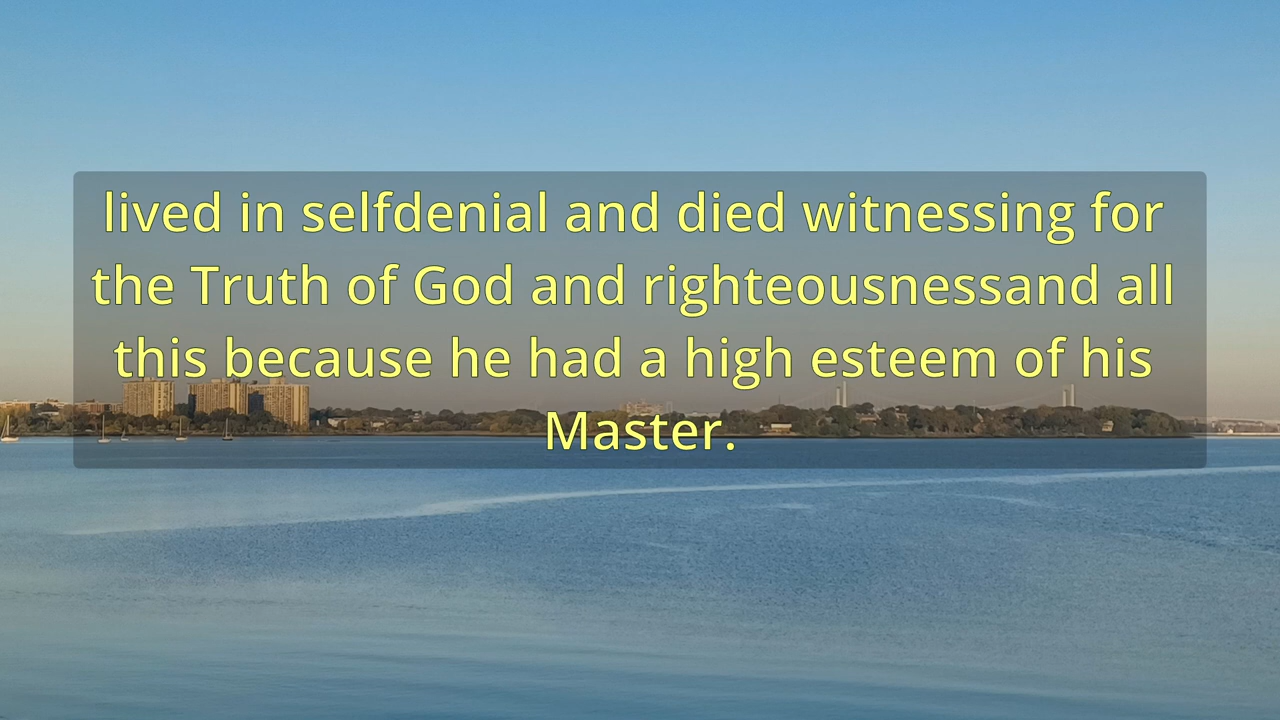 lived in selfdenial and died witnessing for
the Truth of God and righteousnessand all
this because he had a high esteem of his
Master.